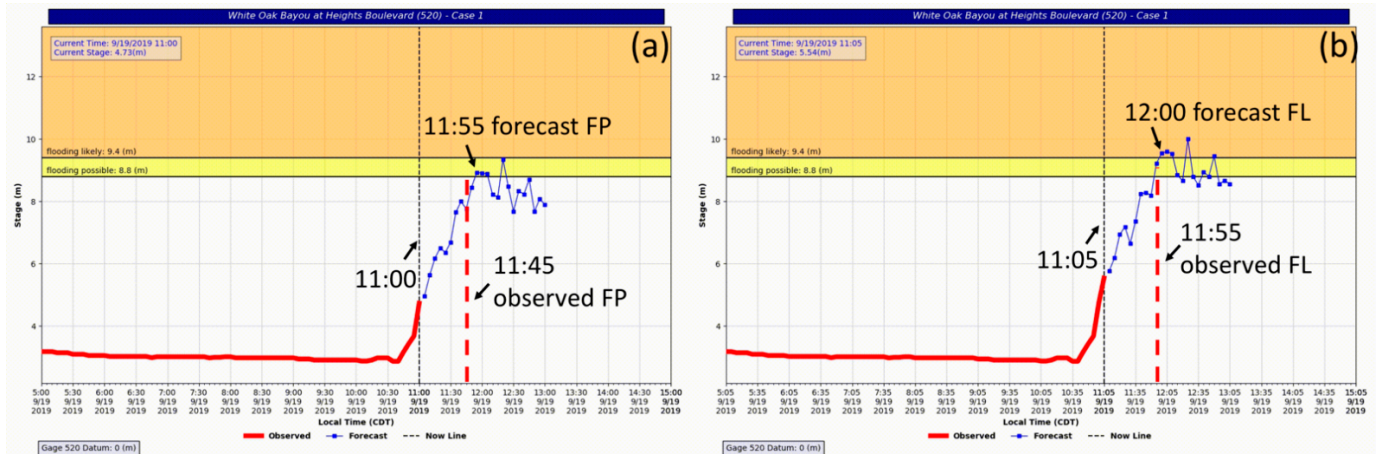 White Oak Bayou at Heights Boulevard (520) - Case 1
Current Time: 9/19/2019 11:00
Current Stage: 4.73(m)
(a)
11:55 forecast FP
flooding likely: 9.4 (m)
flooding possible: 8.8 (m)
11:00
11:45
observed FP
Stage (m)
12
10
8
6
4
5:00 5:30 6:00 6:30 7:00 7:30 8:00 8:30 9:00 9:30 10:00 10:30 11:00 11:30 12:00 12:30 13:00 13:30 14:00 14:30 15:00
9/19 9/19 9/19 9/19 9/19 9/19 9/19 9/19 9/19 9/19 9/19 9/19 9/19 9/19 9/19 9/19 9/19 9/19 9/19 9/19 9/19
2019 2019 2019 2019 2019 2019 2019 2019 2019 2019 2019 2019 2019 2019 2019 2019 2019 2019 2019 2019 2019
Local Time (CDT)
Observed Forecast Now Line
Gage 520 Datum: 0 (m)
White Oak Bayou at Heights Boulevard (520) - Case 1
Current Time: 9/19/2019 11:05
Current Stage: 5.54(m)
(b)
12:00 forecast FL
flooding likely: 9.4 (m)
flooding possible: 8.8 (m)
11:05
11:55
observed FL
Stage (m)
12
10
8
6
4
5:05 5:35 6:05 6:35 7:05 7:35 8:05 8:35 9:05 9:35 10:05 10:35 11:05 11:35 12:05 12:35 13:05 13:35 14:05 14:35 15:05
9/19 9/19 9/19 9/19 9/19 9/19 9/19 9/19 9/19 9/19 9/19 9/19 9/19 9/19 9/19 9/19 9/19 9/19 9/19 9/19 9/19
2019 2019 2019 2019 2019 2019 2019 2019 2019 2019 2019 2019 2019 2019 2019 2019 2019 2019 2019 2019 2019
Local Time (CDT)
Observed Forecast Now Line
Gage 520 Datum: 0 (m)